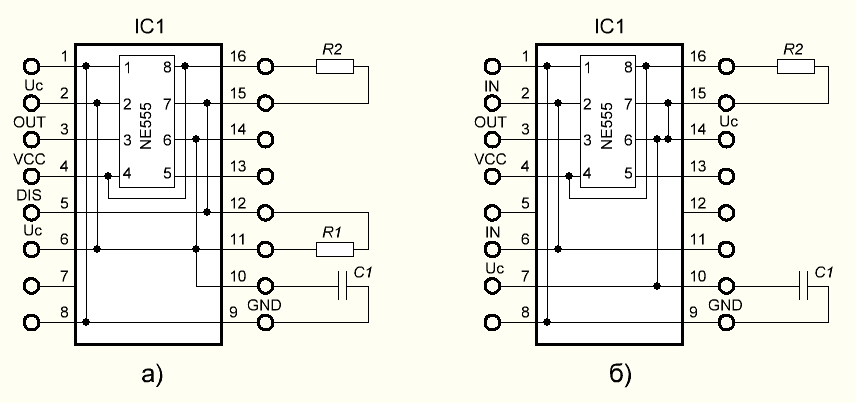 IC1 IC1
1 16 R2 1 16 R2
1 8 1 8
Uc IN
2 2 7 15 2 2 7 15
OUT OUT Uc
3 3 6 14 3 3 6 14
NE555 NE555
VCC VCC
4 4 5 13 4 4 5 13
DIS
5 12 5 12
Uc R1 IN
6 11 6 11
Uc
7 10 C1 7 10 C1
GND GND
8 9 8 9
а) б)